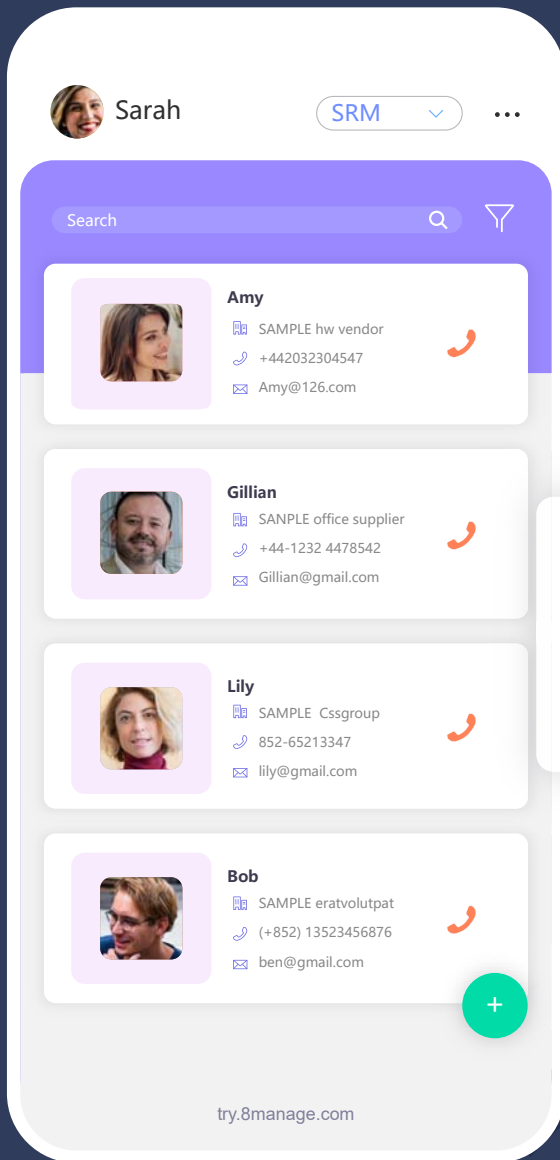 Sarah
SRM
Search
Amy
SAMPLE hw vendor
+442032304547
Amy@126.com
Gillian
SANPLE office supplier
+44-1232 4478542
Gillian@gmail.com
Lily
SAMPLE Cssgroup
852-65213347
lily@gmail.com
Bob
SAMPLE eratvolutpat
(+852) 13523456876
ben@gmail.com
+
try.8manage.com